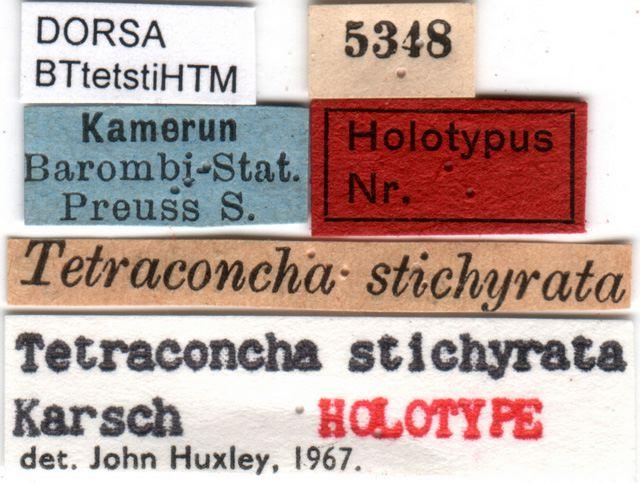 DORSA
BTtetstiHTM
5348
Kamerun
Barombi-Stat.
Preuss S.
Holotypus
Nr.
Tetraconcha stichyrata
Tetraconcha stichyrata
Karsch HOLOTYPE
det. John Huxley, 1967.